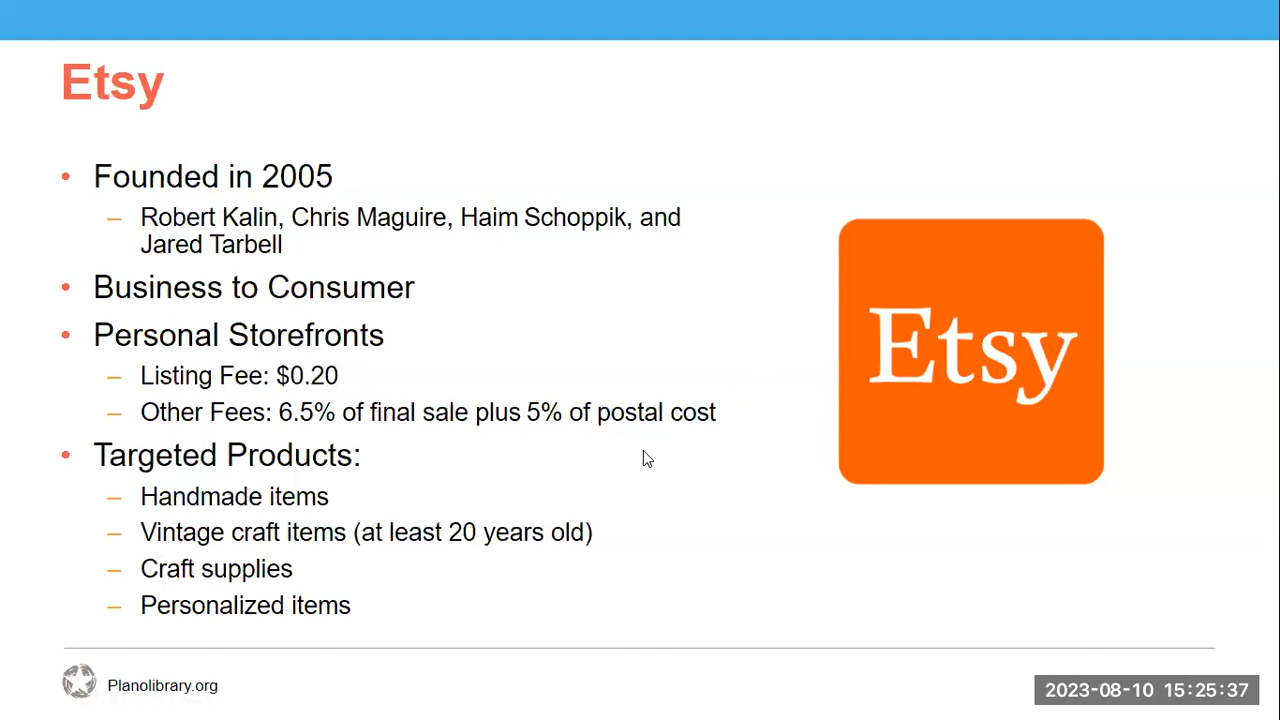 Etsy
• Founded in 2005
– Robert Kalin, Chris Maguire, Haim Schoppik, and
Jared Tarbell
• Business to Consumer
• Personal Storefronts
– Listing Fee: $0.20
– Other Fees: 6.5% of final sale plus 5% of postal cost
• Targeted Products:
– Handmade items
– Vintage craft items (at least 20 years old)
– Craft supplies
– Personalized items
Etsy
Planolibrary.org
2023-08-10 15:25:37